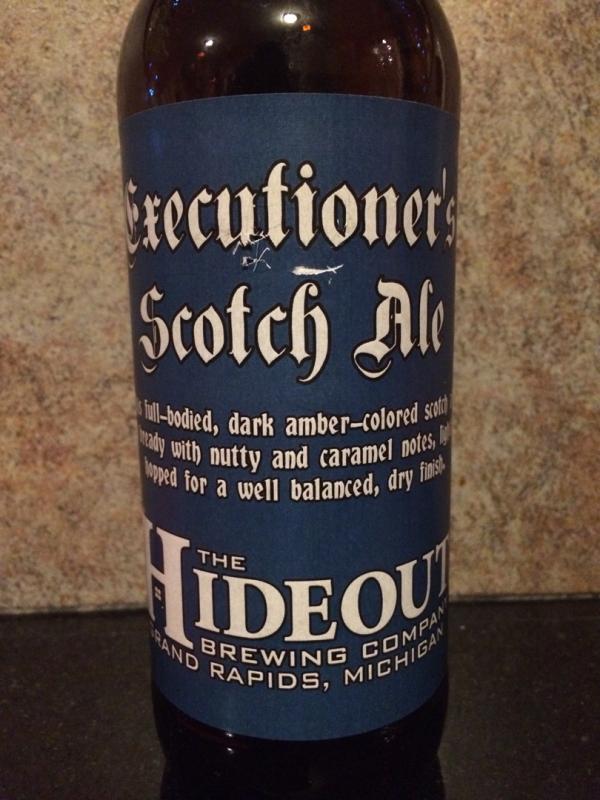 Executioner's
Scotch Ale
full-bodied, dark amber-colored scotch
bready with nutty and caramel notes,
hopped for a well balanced, dry finish.
THE
HIDEOUT
BREWING COMPANY
GRAND RAPIDS, MICHIGAN